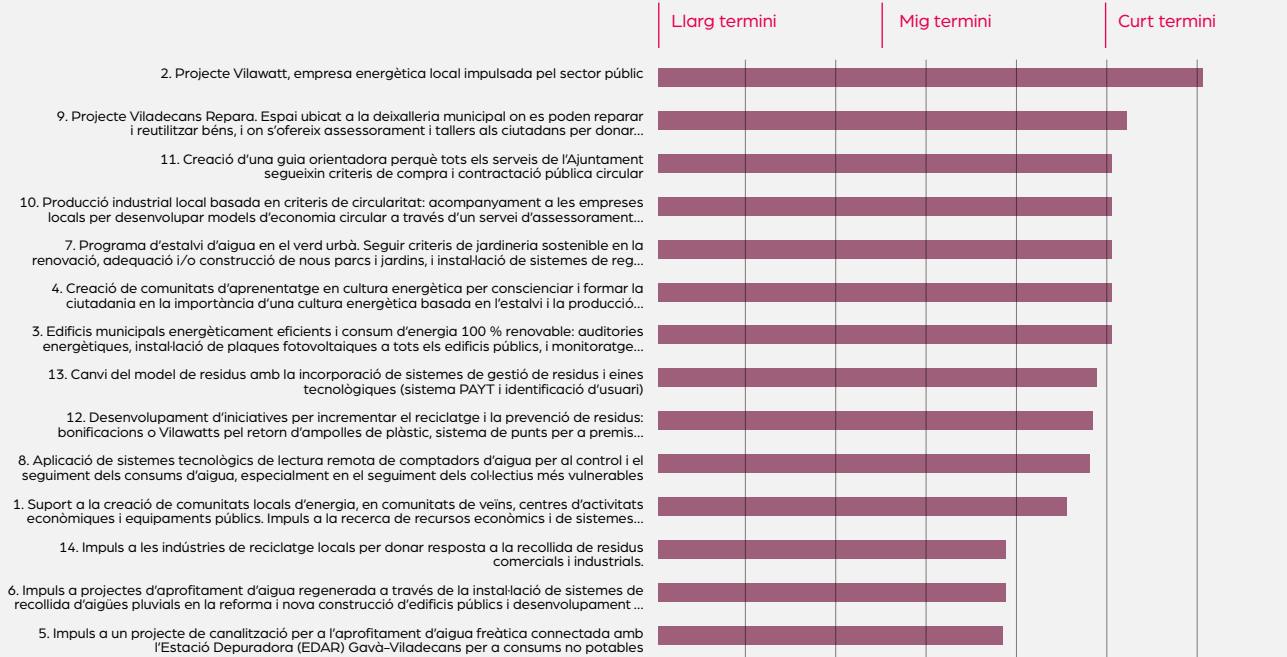 Llarg termini
Mig termini
Curt termini
2. Projecte Vilawatt, empresa energètica local impulsada pel sector públic
9. Projecte Viladecans Repara. Espai ubicat a la deixalleria municipal on es poden reparar
i reutilitzar béns, i on s’ofereix assessorament i tallers als ciutadans per donar...
11. Creació d’una guia orientadora perquè tots els serveis de l’Ajuntament
segueixin criteris de compra i contractació pública circular
10. Producció industrial local basada en criteris de circularitat: acompanyament a les empreses
locals per desenvolupar models d’economia circular a través d’un servei d’assessorament...
7. Programa d’estalvi d’aigua en el verd urbà. Seguir criteris de jardineria sostenible en la
renovació, adequació i/o construcció de nous parcs i jardins, i instal·lació de sistemes de reg...
4. Creació de comunitats d’aprenentatge en cultura energètica per conscienciar i formar la
ciutadania en la importància d’una cultura energètica basada en l’estalvi i la producció...
3. Edificis municipals energèticament eficients i consum d’energia 100 % renovable: auditories
energètiques, instal·lació de plaques fotovoltaiques a tots els edificis públics, i monitoratge...
13. Canvi del model de residus amb la incorporació de sistemes de gestió de residus i eines
tecnològiques (sistema PAYT i identificació d’usuari)
12. Desenvolupament d’iniciatives per incrementar el reciclatge i la prevenció de residus:
bonificacions o Vilawatts pel retorn d’ampolles de plàstic, sistema de punts per a premis...
8. Aplicació de sistemes tecnològics de lectura remota de comptadors d’aigua per al control i el
seguiment dels consums d’aigua, especialment en el seguiment dels col·lectius més vulnerables
1. Suport a la creació de comunitats locals d’energia, en comunitats de veïns, centres d’activitats
econòmiques i equipaments públics. Impuls a la recerca de recursos econòmics i de sistemes...
14. Impuls a les indústries de reciclatge locals per donar resposta a la recollida de residus
comercials i industrials.
6. Impuls a projectes d’aprofitament d’aigua regenerada a través de la instal·lació de sistemes de
recollida d’aigües pluvials en la reforma i nova construcció d’edificis públics i desenvolupament ...
5. Impuls a un projecte de canalització per a l’aprofitament d’aigua freàtica connectada amb
l’Estació Depuradora (EDAR) Gavà-Viladecans per a consums no potables